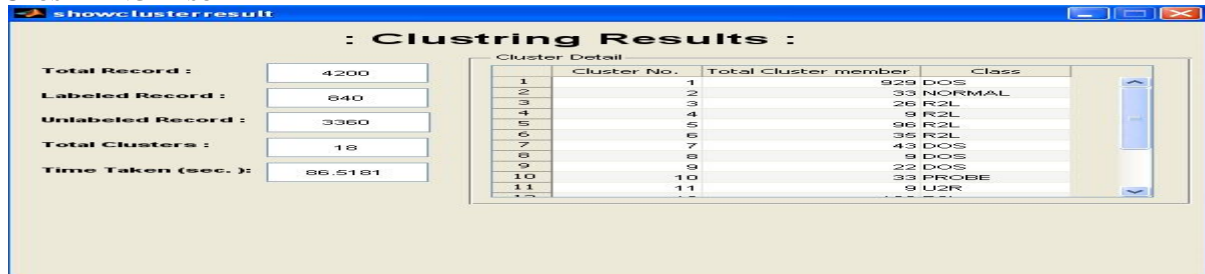 showclusterresult
: Clustring Results :
Total Record : 4200
Labeled Record : 840
Unlabeled Record : 3360
Total Clusters : 18
Time Taken (sec. ): 86.5181
Cluster Detail
Cluster No. Total Cluster member Class
1 1 929 DOS
2 2 33 NORMAL
3 3 26 R2L
4 4 9 R2L
5 5 96 R2L
6 6 35 R2L
7 7 43 DOS
8 8 9 DOS
9 9 22 DOS
10 10 33 PROBE
11 11 9 U2R